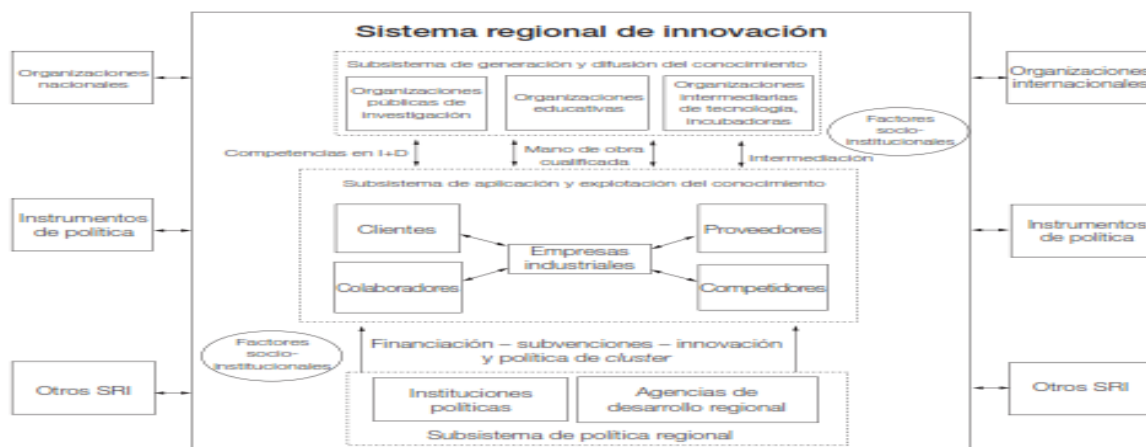 Sistema regional de innovación
Organizaciones
nacionales
Subsistema de generación y difusión del conocimiento
Organizaciones
públicas de
investigación
Organizaciones
educativas
Organizaciones
intermediarias
de tecnología,
incubadoras
Organizaciones
internacionales
Factores
socio-
institucionales
Competencias en I+D
Mano de obra
cualificada
Intermediación
Subsistema de aplicación y explotación del conocimiento
Instrumentos
de política
Clientes
Proveedores
Empresas
industriales
Colaboradores
Competidores
Instrumentos
de política
Factores
socio-
institucionales
Financiación – subvenciones – innovación
y política de cluster
Otros SRI
Instituciones
políticas
Agencias de
desarrollo regional
Otros SRI
Subsistema de política regional